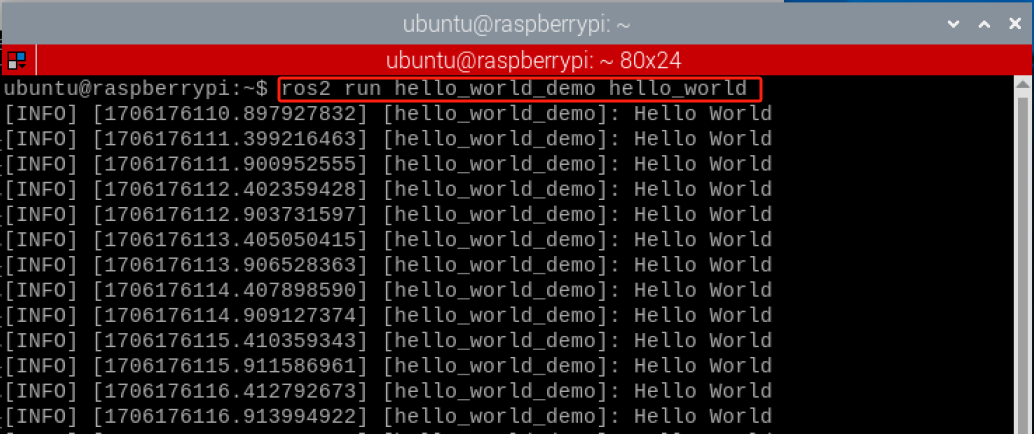 ubuntu@raspberrypi: ~
ubuntu@raspberrypi: ~ 80x24
ubuntu@raspberrypi:~$ ros2 run hello_world_demo hello_world
[INFO] [1706176110.897927832] [hello_world_demo]: Hello World
[INFO] [1706176111.399216463] [hello_world_demo]: Hello World
[INFO] [1706176111.900952555] [hello_world_demo]: Hello World
[INFO] [1706176112.402359428] [hello_world_demo]: Hello World
[INFO] [1706176112.903731597] [hello_world_demo]: Hello World
[INFO] [1706176113.405050415] [hello_world_demo]: Hello World
[INFO] [1706176113.906528363] [hello_world_demo]: Hello World
[INFO] [1706176114.407898590] [hello_world_demo]: Hello World
[INFO] [1706176114.909127374] [hello_world_demo]: Hello World
[INFO] [1706176115.410359343] [hello_world_demo]: Hello World
[INFO] [1706176115.911586961] [hello_world_demo]: Hello World
[INFO] [1706176116.412792673] [hello_world_demo]: Hello World
[INFO] [1706176116.913994922] [hello_world_demo]: Hello World